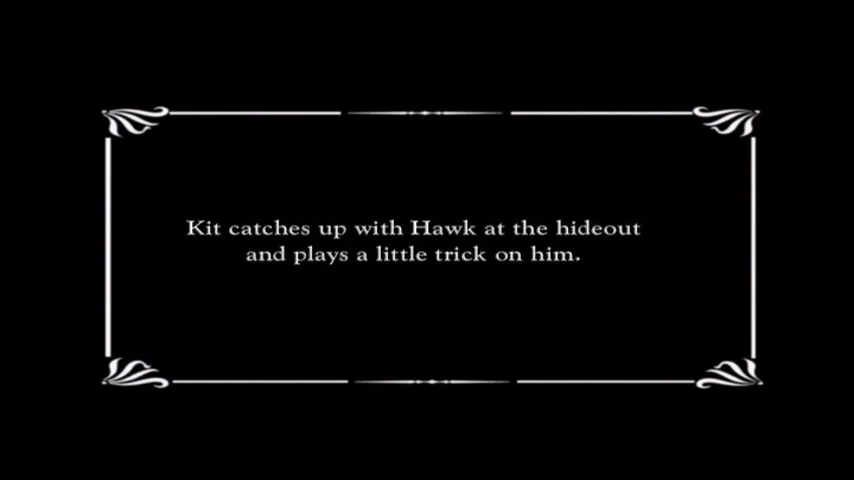 Kit catches up with Hawk at the hideout
and plays a little trick on him.